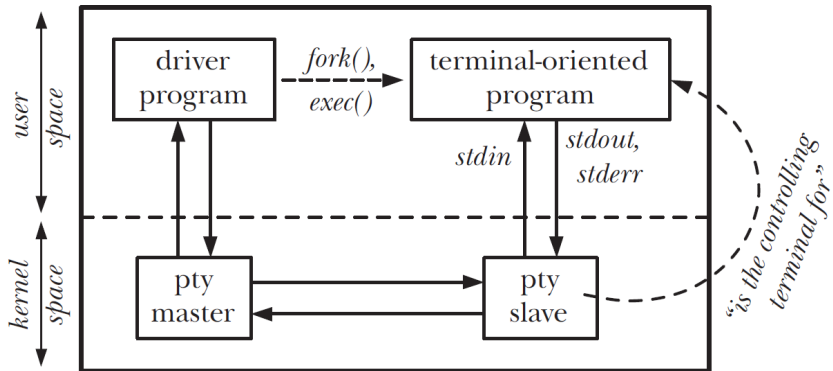 user
space
driver
program
fork(),
exec()
terminal-oriented
program
stdin
stdout,
stderr
"is the controlling
terminal for"
kernel
space
pty
master
pty
slave